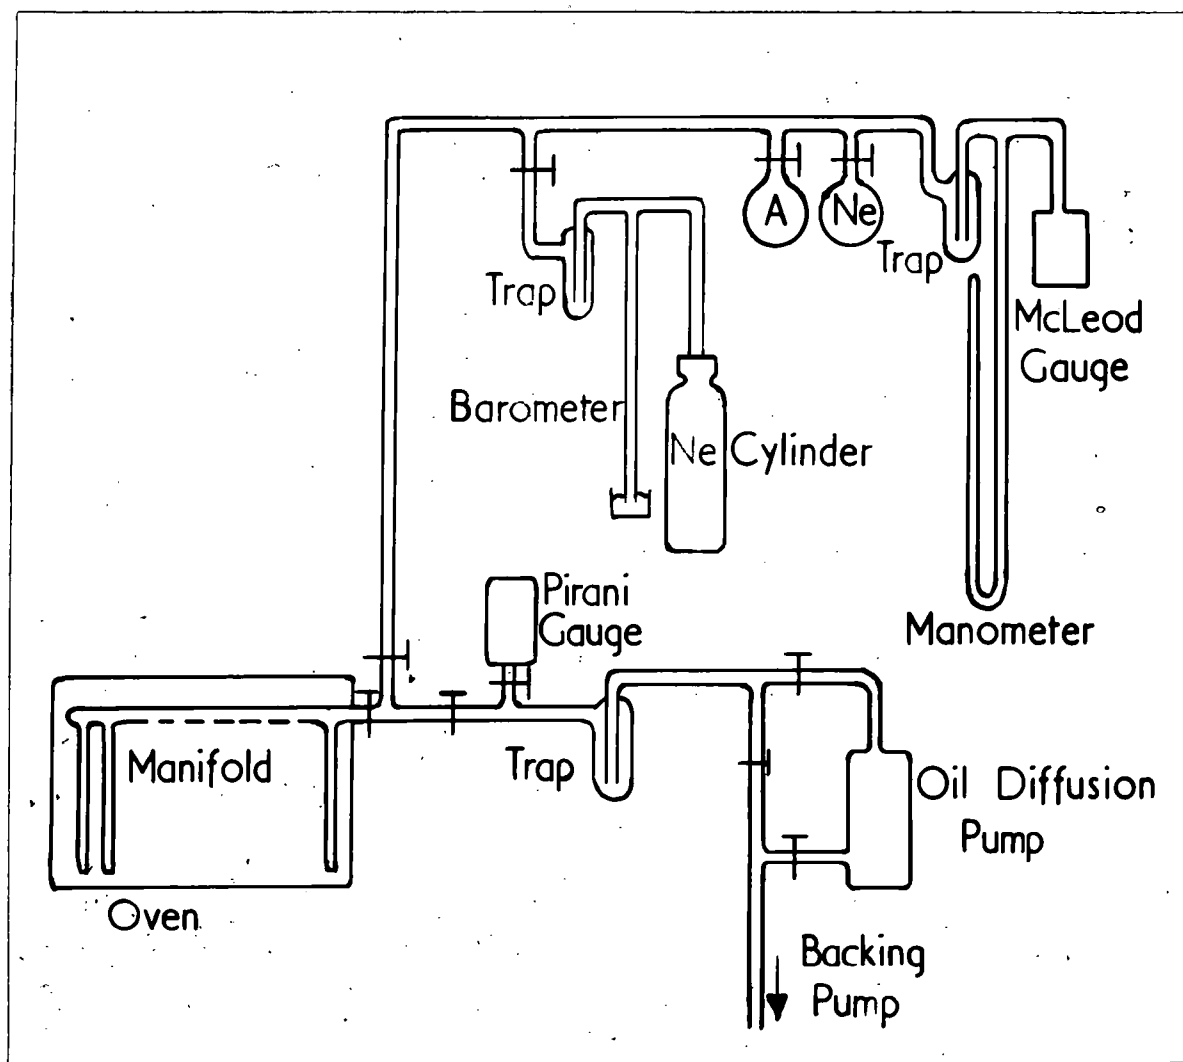 A
Ne
Trap
Trap
McLeod
Gauge
Barometer
Ne Cylinder
Pirani
Gauge
Manometer
Manifold
Trap
Oil Diffusion
Pump
Oven
Backing
Pump